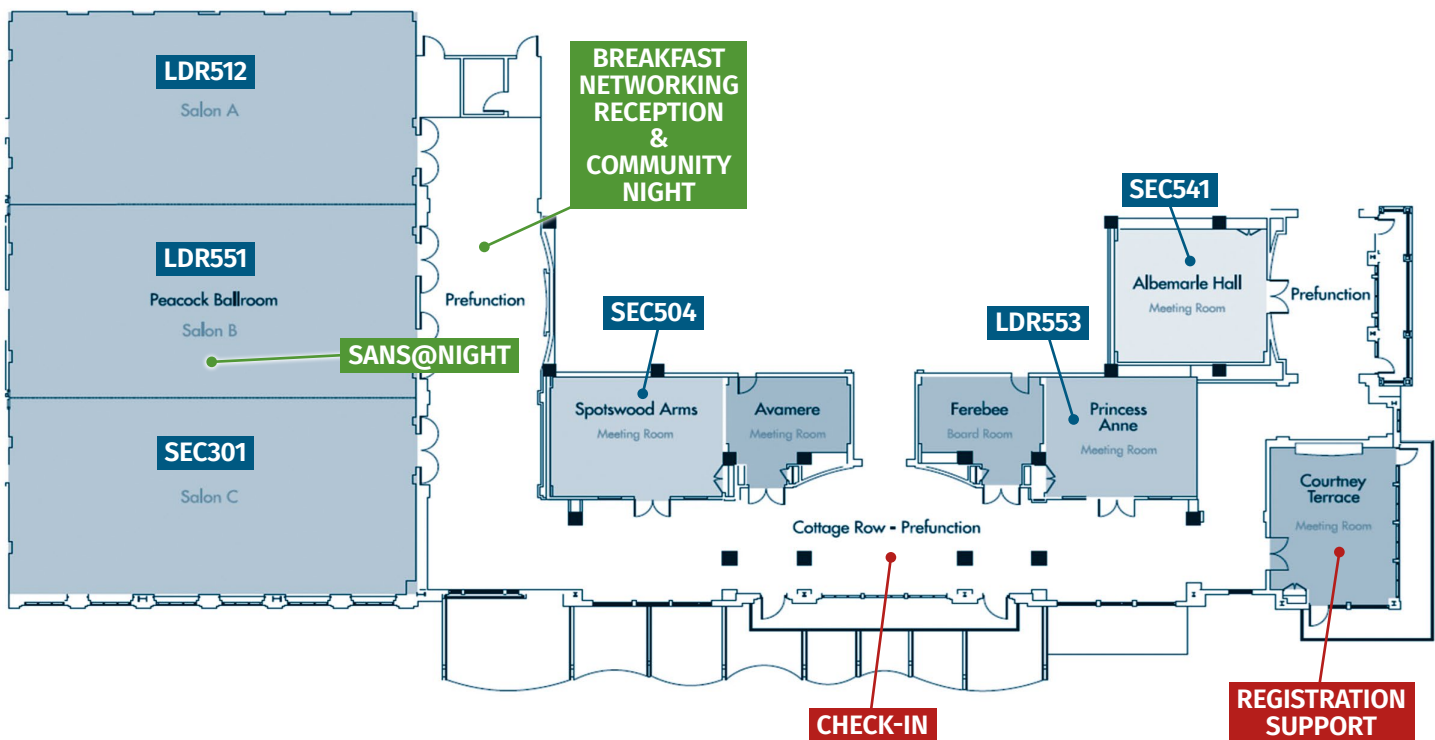 LDR512
Salon A
BREAKFAST
NETWORKING
RECEPTION
&
COMMUNITY
NIGHT
SEC541
LDR551
Peacock Ballroom
Salon B
SANS@NIGHT
Prefunction
SEC504
LDR553
Albemarle Hall
Meeting Room
Prefunction
SEC301
Salon C
Spotswood Arms
Meeting Room
Avamere
Meeting Room
Ferebee
Board Room
Princess
Anne
Meeting Room
Courtney
Terrace
Meeting Room
Cottage Row - Prefunction
CHECK-IN
REGISTRATION
SUPPORT